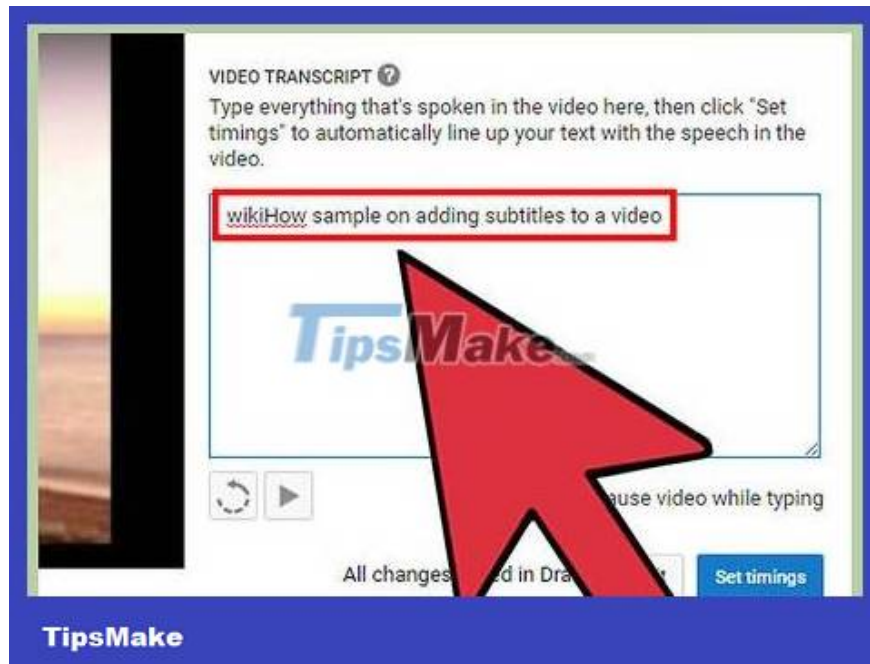 VIDEO TRANSCRIPT
Type everything that's spoken in the video here, then click "Set
timings" to automatically line up your text with the speech in the
video.
wikiHow sample on adding subtitles to a video
TipsMake
video while typing
All changes in
Set timings
TipsMake